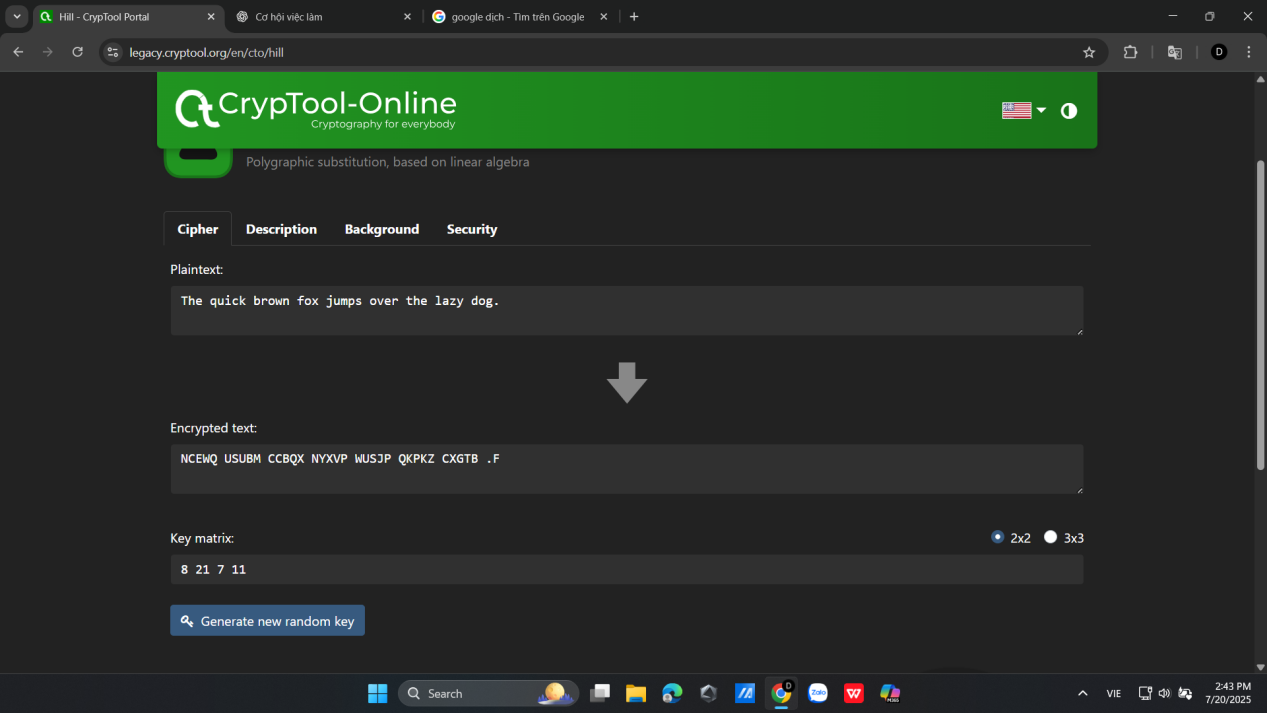 Hill - CrypTool Portal
Cơ hội việc làm
google dịch - Tìm trên Google
legacy.cryptool.org/en/cto/hill
D
CrypTool-Online
Cryptography for everybody
Polygraphic substitution, based on linear algebra
Cipher
Description
Background
Security
Plaintext:
The quick brown fox jumps over the lazy dog.
Encrypted text:
NCEWQ USUBM CCBQX NYXVP WUSJP QKPKZ CXGTB .F
Key matrix:
2x2
3x3
8 21 7 11
Generate new random key
Search
D
Zalo
W
M365
VIE
2:43 PM
7/20/2025